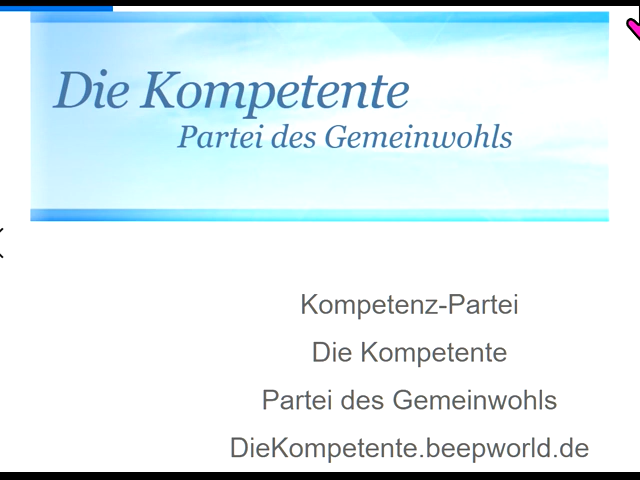 Die Kompetente
Partei des Gemeinwohls
Kompetenz-Partei
Die Kompetente
Partei des Gemeinwohls
DieKompetente.beepworld.de